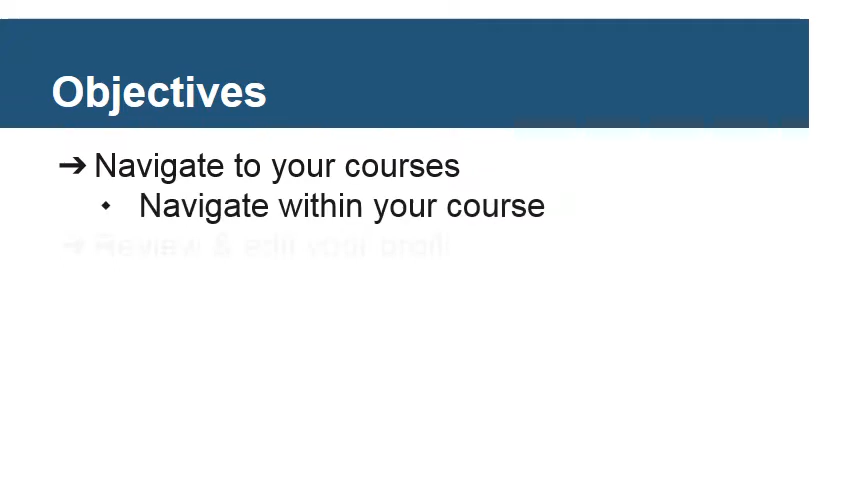 Objectives
➔ Navigate to your courses
⬩ Navigate within your course
➔ Review & edit your profi